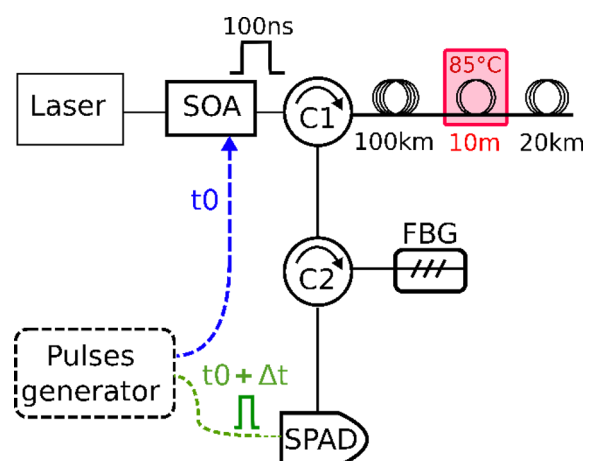 100ns
Laser
SOA
C1
85°C
100km
10m
20km
t0
FBG
C2
Pulses
generator
t0 + Δt
SPAD